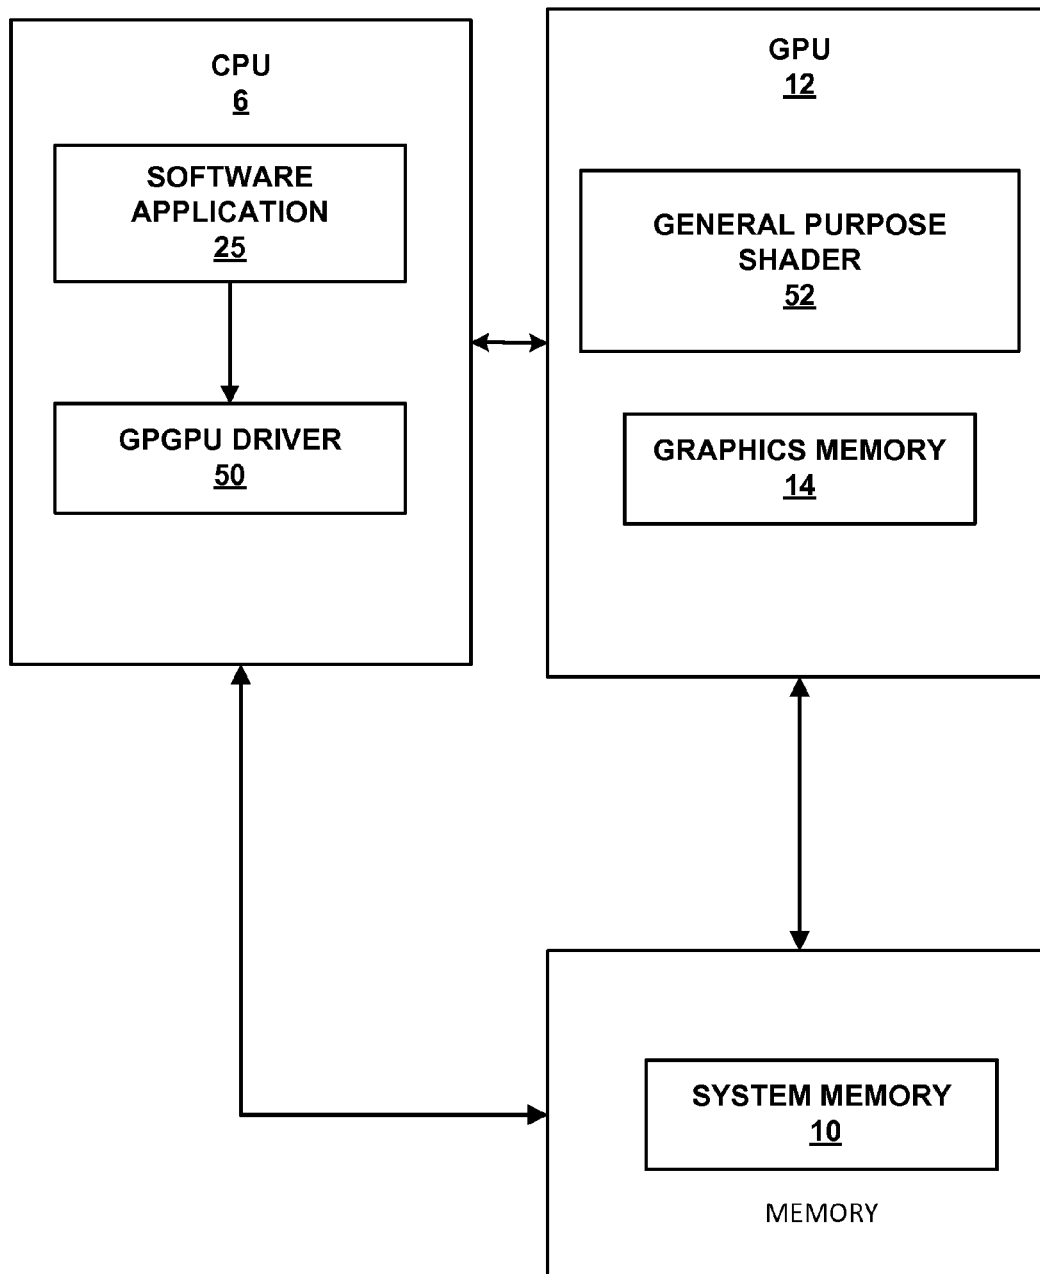 CPU
6
SOFTWARE
APPLICATION
25
GPGPU DRIVER
50
GPU
12
GENERAL PURPOSE
SHADER
52
GRAPHICS MEMORY
14
SYSTEM MEMORY
10
MEMORY